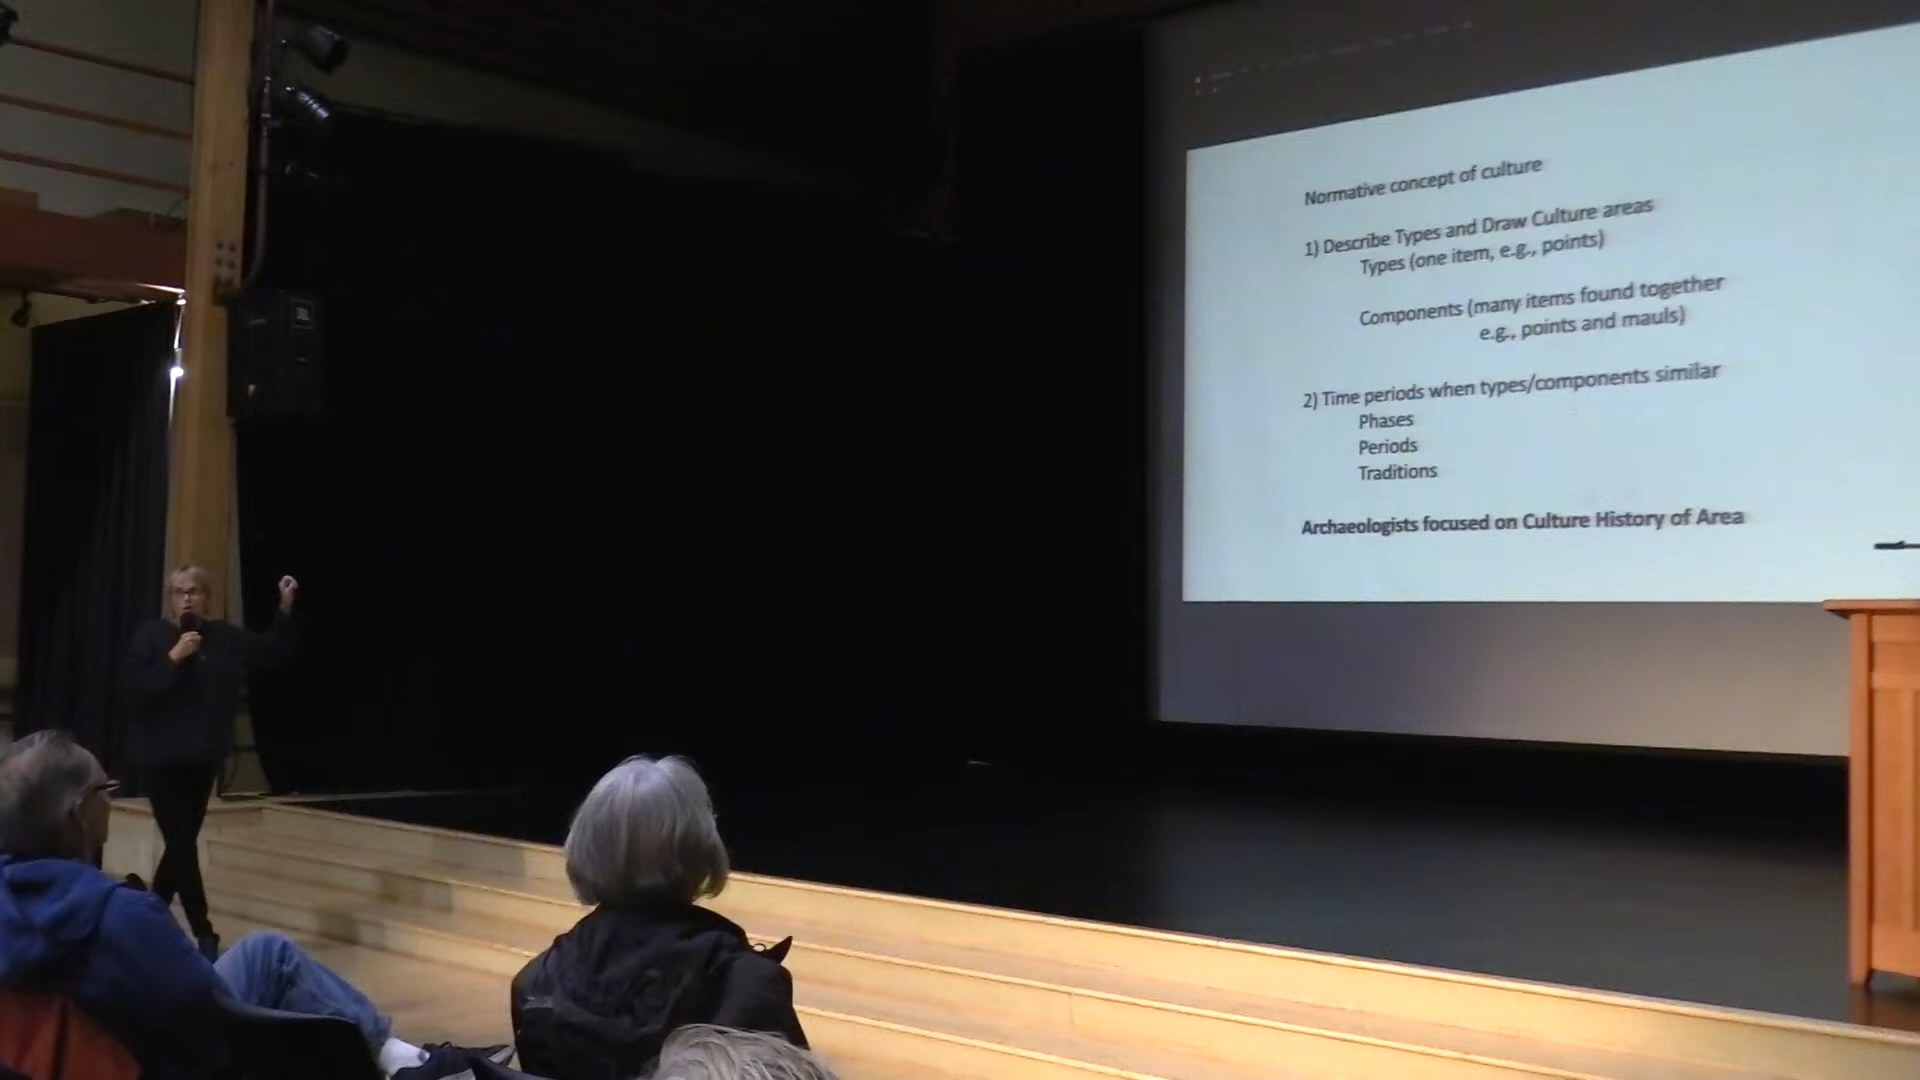 Normative concept of culture
1) Describe Types and Draw Culture areas
Types (one item, e.g., points)
Components (many items found together
e.g., points and mauls)
2) Time periods when types/components similar
Phases
Periods
Traditions
Archaeologists focused on Culture History of Area